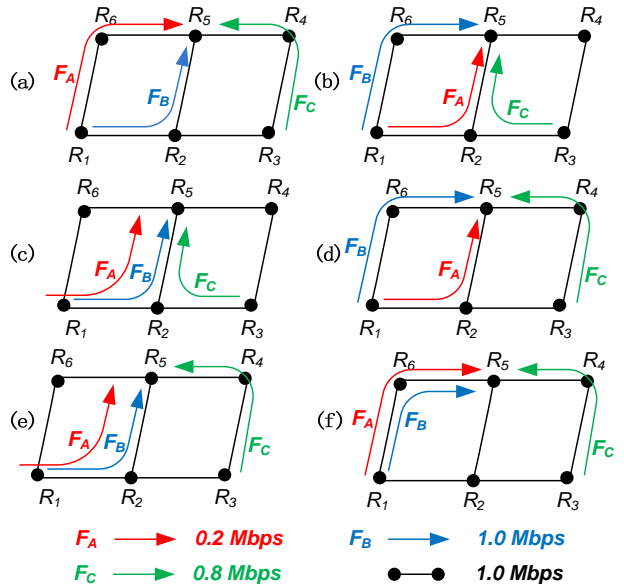 (a)
R6 R5 R4
FA FB FC
R1 R2 R3
(b)
R6 R5 R4
FB FA FC
R1 R2 R3
(c)
R6 R5 R4
FA FB FC
R1 R2 R3
(d)
R6 R5 R4
FB FA FC
R1 R2 R3
(e)
R6 R5 R4
FA FB FC
R1 R2 R3
(f)
R6 R5 R4
FA FB FC
R1 R2 R3
FA 0.2 Mbps
FB 1.0 Mbps
FC 0.8 Mbps
1.0 Mbps